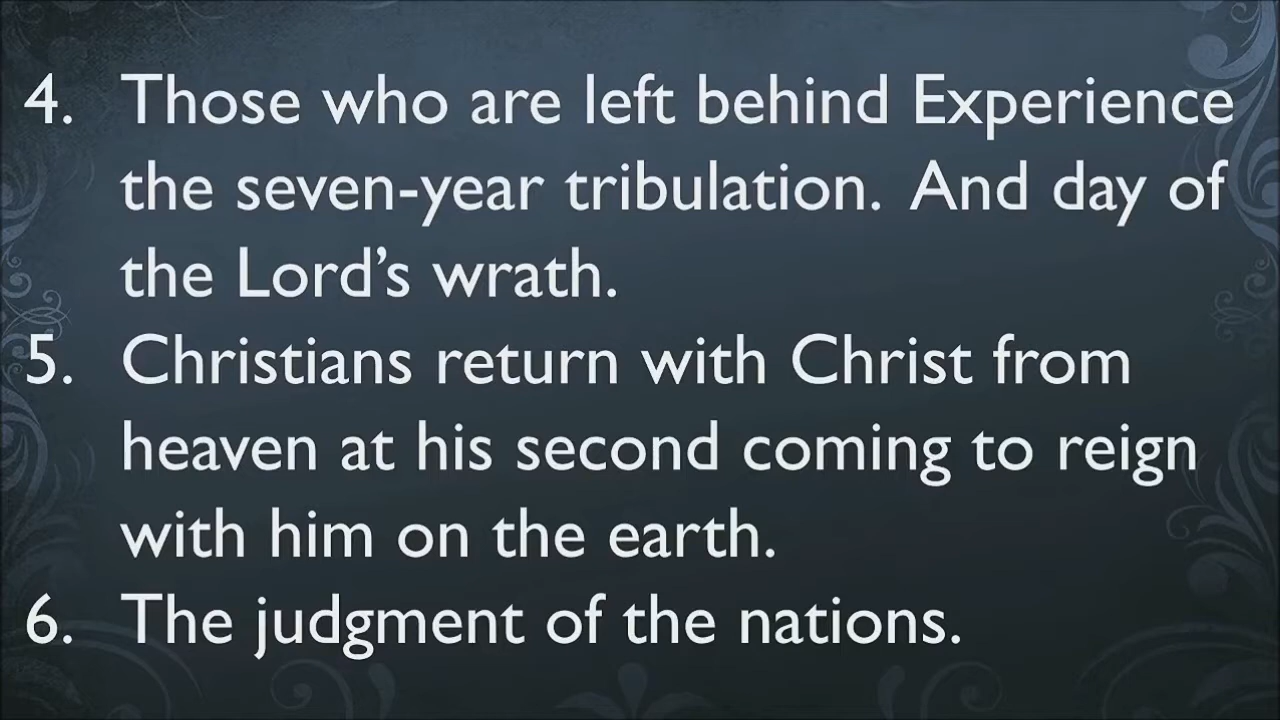 4. Those who are left behind Experience
the seven-year tribulation. And day of
the Lord’s wrath.
5. Christians return with Christ from
heaven at his second coming to reign
with him on the earth.
6. The judgment of the nations.